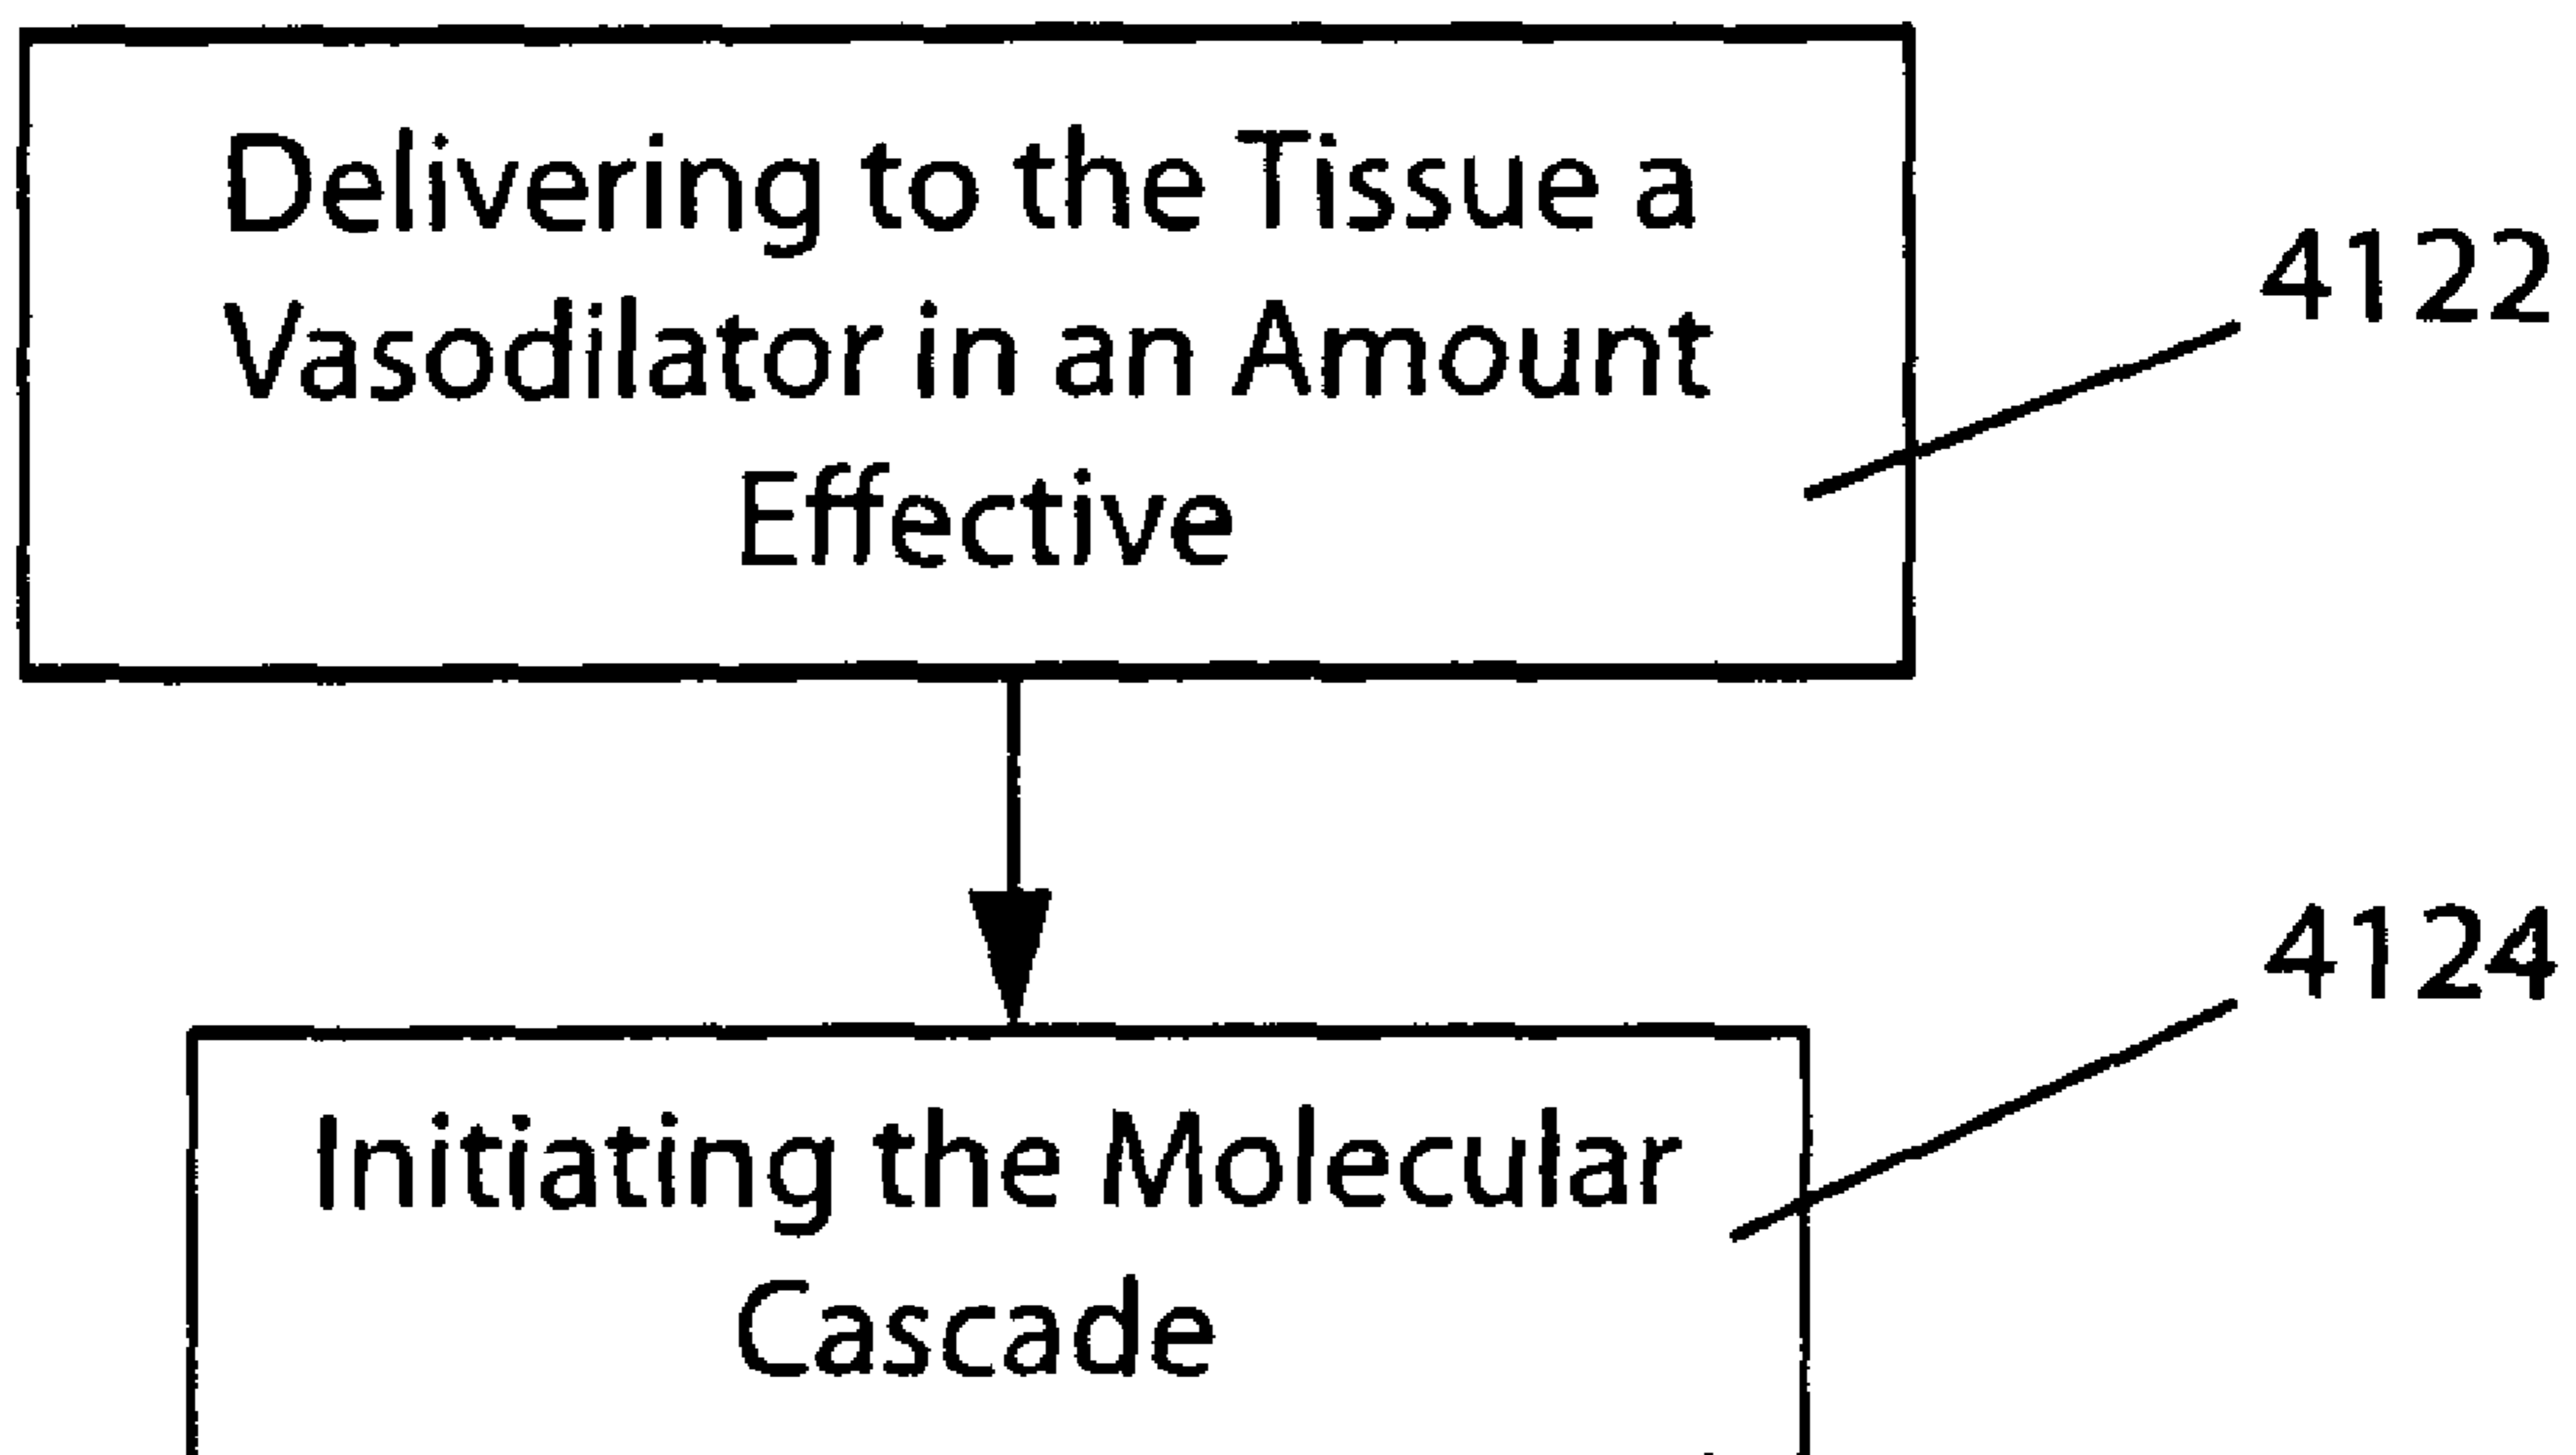 Delivering to the Tissue a
Vasodilator in an Amount
Effective
4122
4124
Initiating the Molecular
Cascade